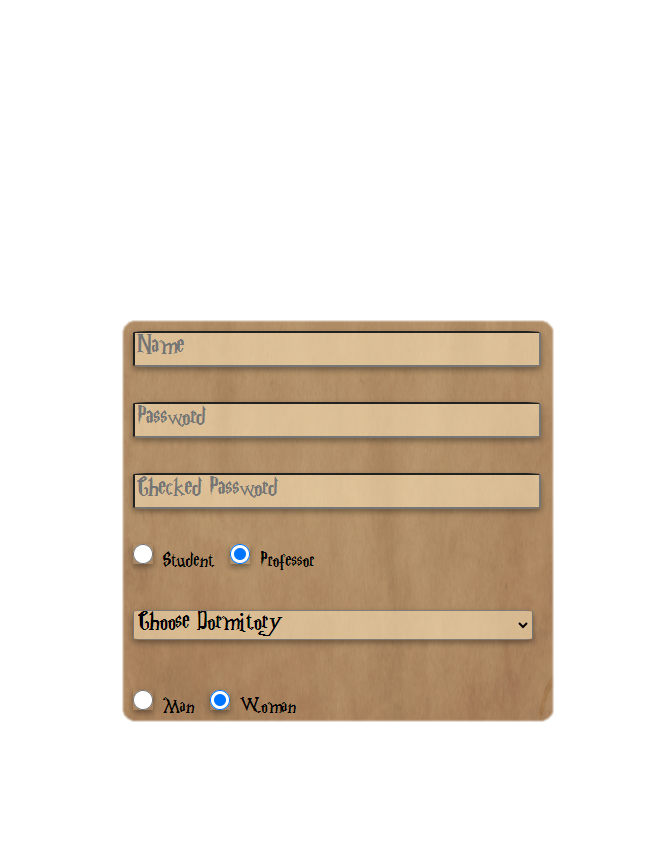 Name
Password
Checked Password
Student Professor
Choose Dormitory
Man Woman